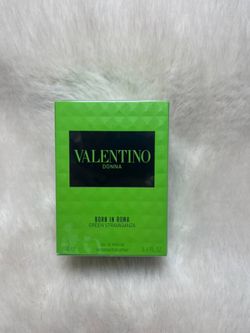 VALENTINO
DONNA
BORN IN ROMA
GREEN STRAVAGANZA
EAU DE PARFUM
3.4 FL. OZ